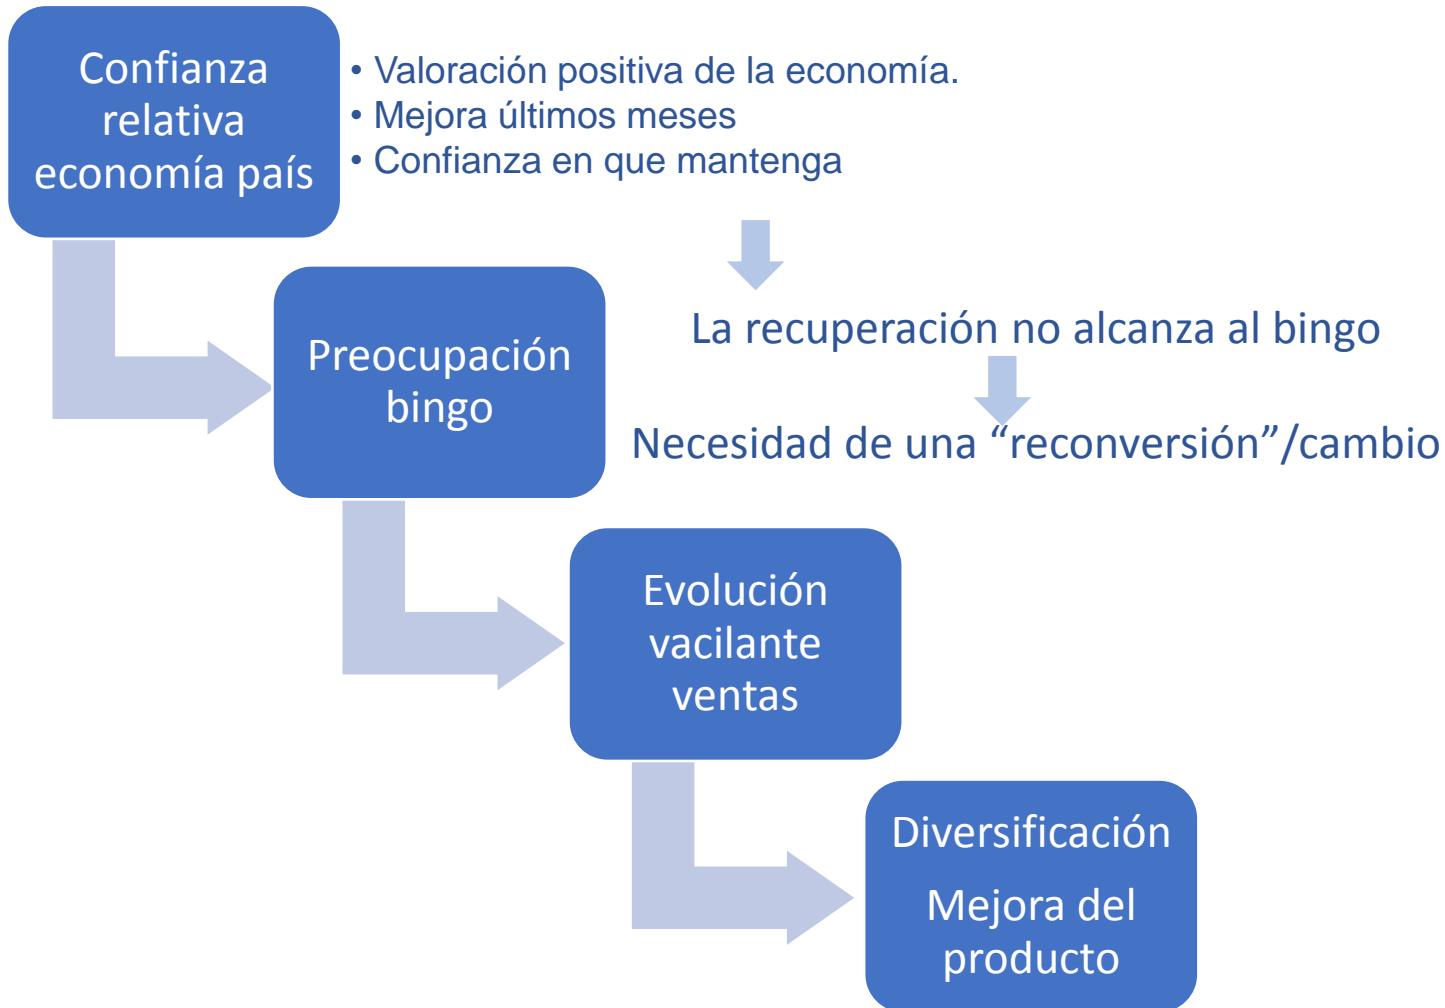 Confianza
relativa
economía país
• Valoración positiva de la economía.
• Mejora últimos meses
• Confianza en que mantenga
Preocupación
bingo
La recuperación no alcanza al bingo
Necesidad de una “reconversión”/cambio
Evolución
vacilante
ventas
Diversificación
Mejora del
producto